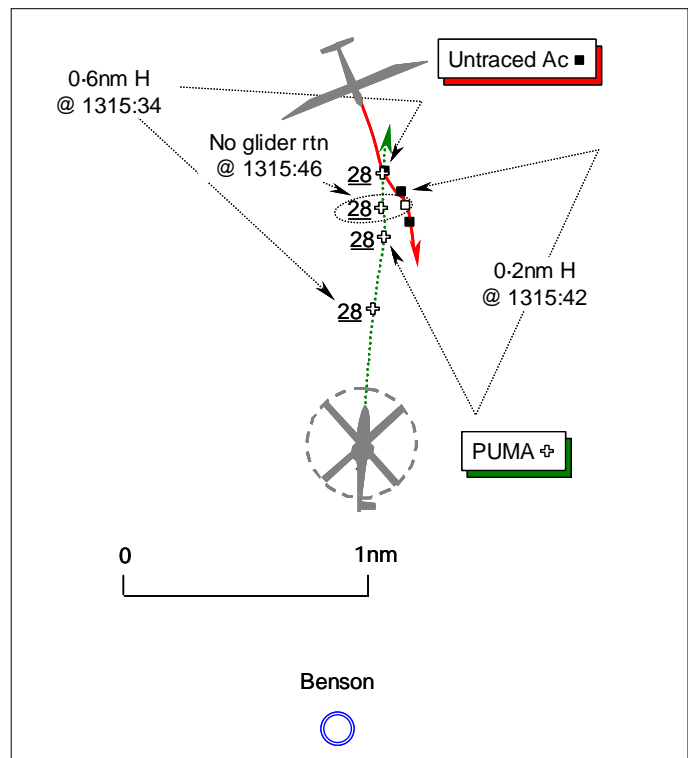 Untraced Ac
0·6nm H
@ 1315:34
No glider rtn
@ 1315:46
28
28
28
0·2nm H
@ 1315:42
28
PUMA
0
1nm
Benson